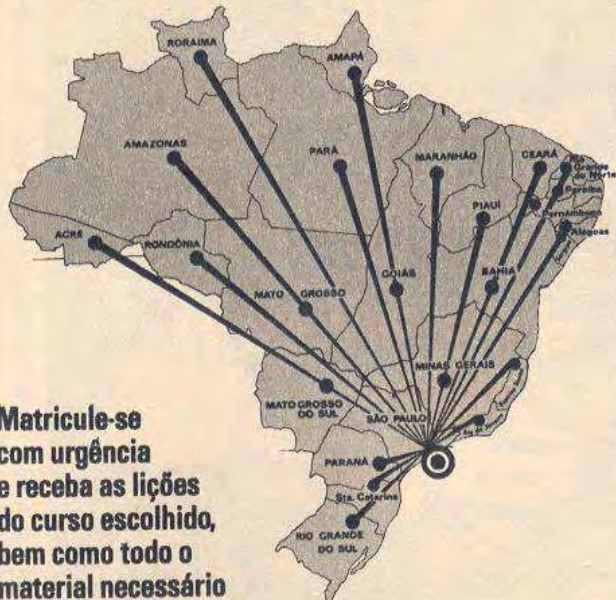 RORAIMA
AMAPÁ
AMAZONAS
PARÁ
MARANHÃO
CEARÁ
Rio
Grande
do Norte
Paraíba
PIAUÍ
Pernambuco
Alagoas
Sergipe
ACRE
RONDÔNIA
MATO GROSSO
GOIÁS
BAHIA
MINAS GERAIS
MATO GROSSO
DO SUL
SÃO PAULO
PARANÁ
Sta. Catarina
RIO GRANDE
DO SUL
Matricule-se
com urgência
e receba as lições
do curso escolhido,
bem como todo o
material necessário